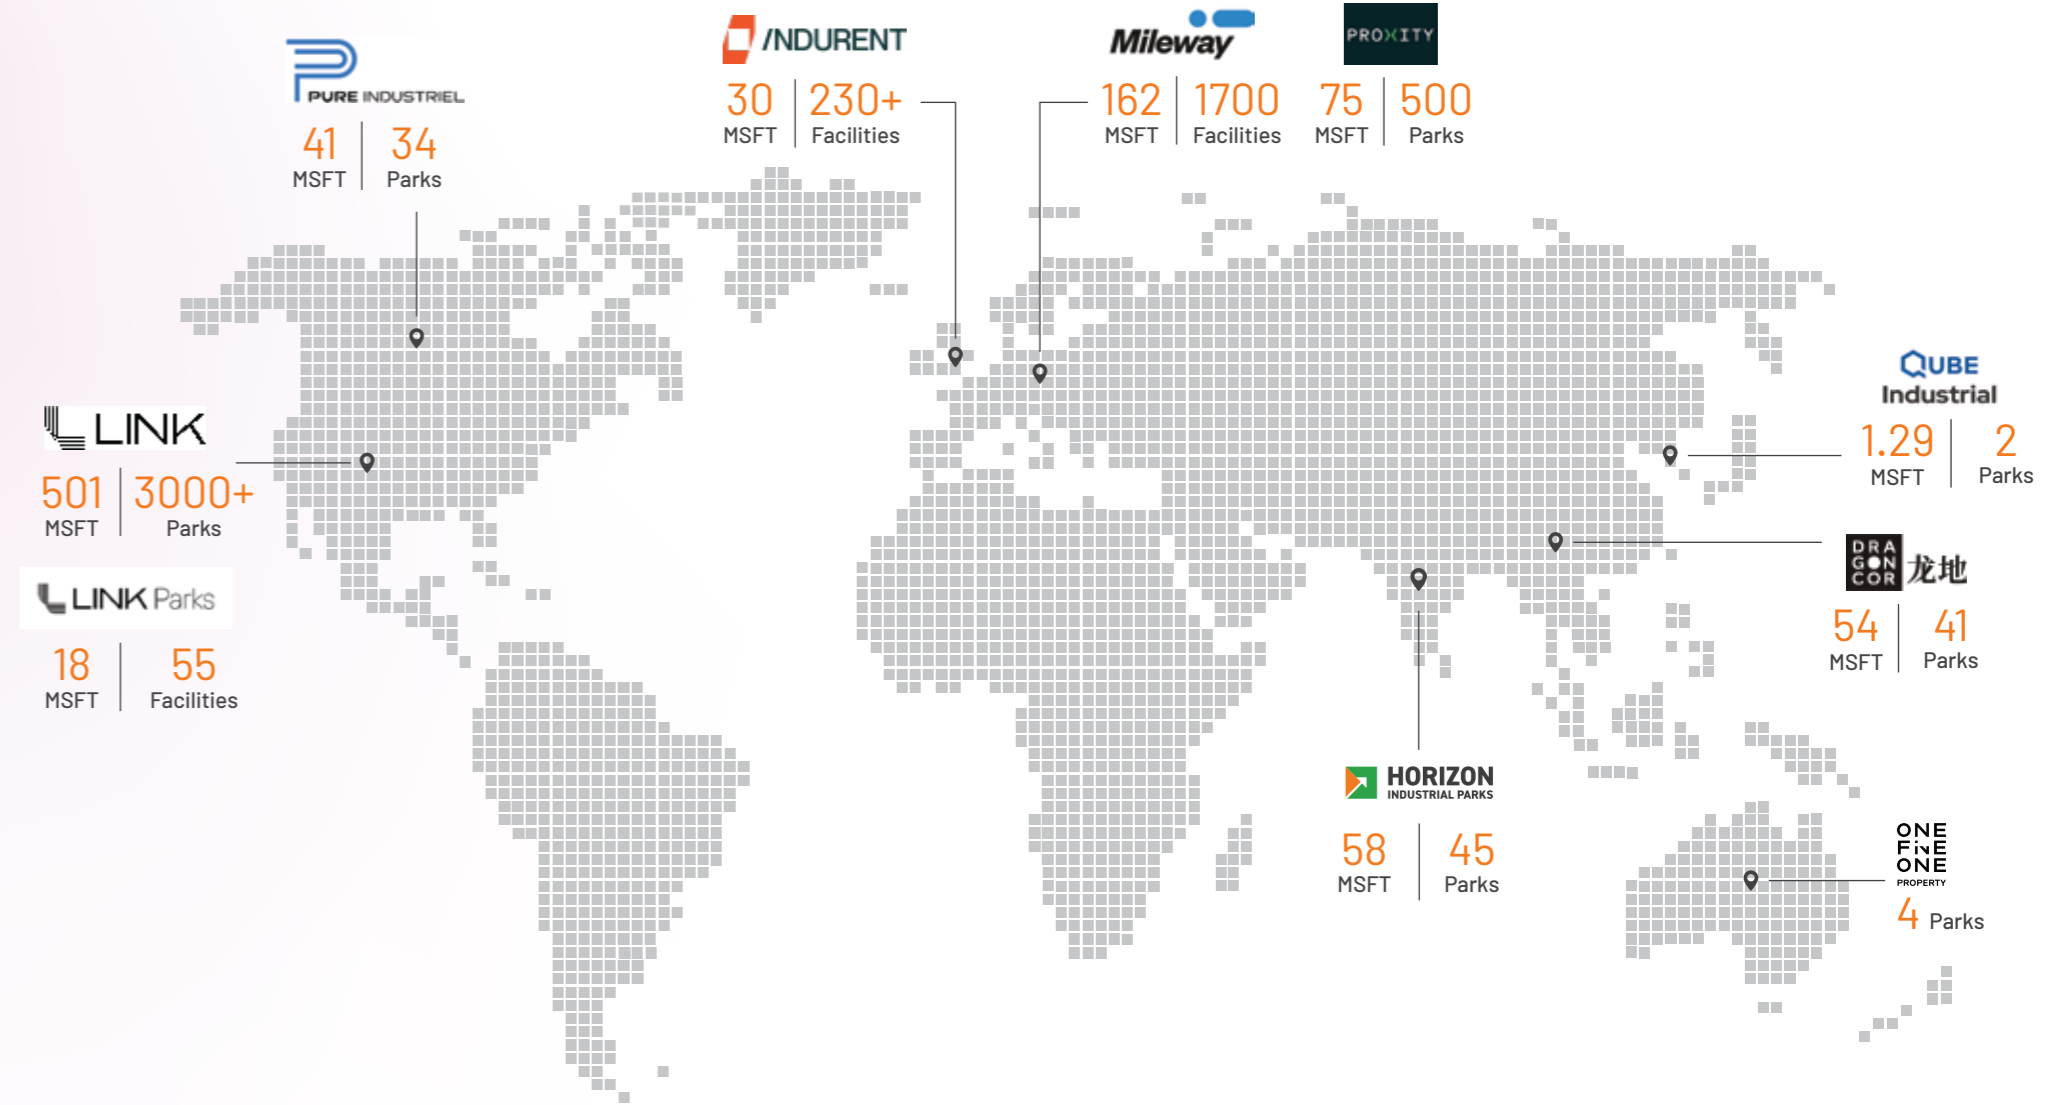 PURE INDUSTRIEL
41
MSFT
34
Parks
INDURENT
30
MSFT
230+
Facilities
Mileway
162
MSFT
1700
Facilities
PROXITY
75
MSFT
500
Parks
LINK
501
MSFT
3000+
Parks
LINK Parks
18
MSFT
55
Facilities
QUBE
Industrial
1.29
MSFT
2
Parks
DRA
GON
COR
龙地
54
MSFT
41
Parks
HORIZON
INDUSTRIAL PARKS
58
MSFT
45
Parks
ONE
FINE
ONE
PROPERTY
4 Parks